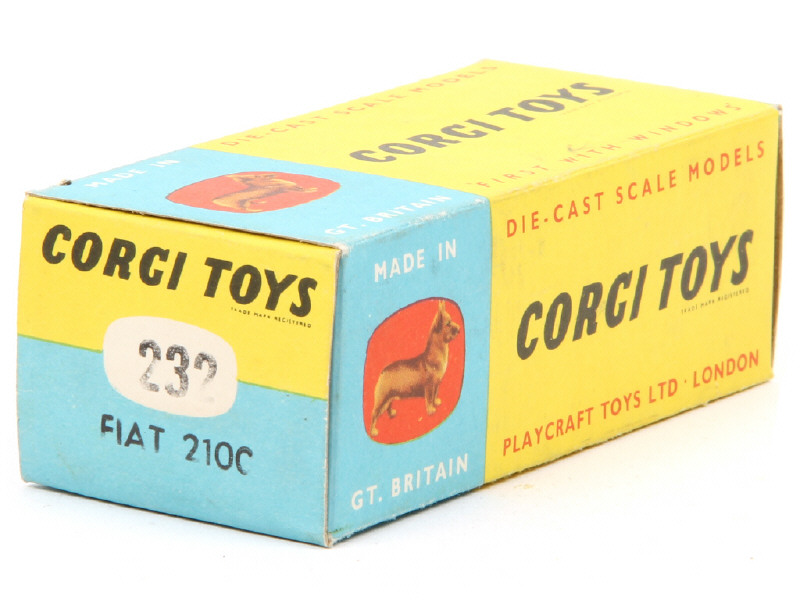 DIE-CAST SCALE MODELS
CORGI TOYS
"FIRST WITH WINDOWS"
MADE IN
GT. BRITAIN
CORGI TOYS
TRADE MARK REGISTERED
232
FIAT 210C
MADE IN
GT. BRITAIN
DIE-CAST SCALE MODELS
CORGI TOYS
TRADE MARK REGISTERED
PLAYCRAFT TOYS LTD · LONDON